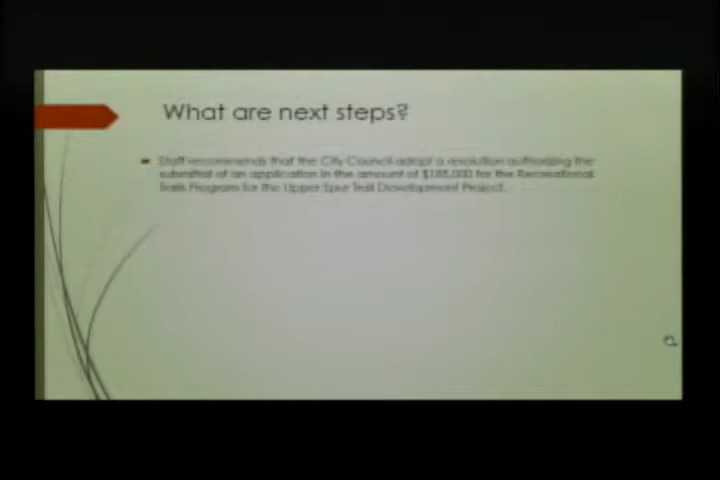 What are next steps?
Staff recommends that the City Council adopt a resolution authorizing the
submittal of an application in the amount of $188,000 for the Recreational
Trails Program for the Upper Spur Trail Development Project.